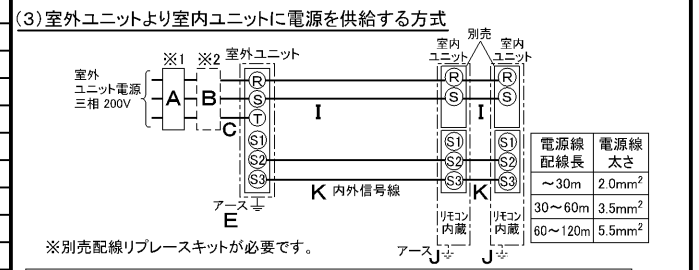 (3)室外ユニットより室内ユニットに電源を供給する方式
別売
※1 ※2 室外ユニット 室内ユニット 室内ユニット
室外
ユニット電源
三相 200V
A B
R R R
S S S
T
C I I
S1 S1 S1
S2 S2 S2
S3 S3 S3
K 内外信号線 K
アース
E
リモコン内蔵 リモコン内蔵
アース J J
※別売配線リプレースキットが必要です。
電源線配線長 電源線太さ
~30m 2.0mm²
30~60m 3.5mm²
60~120m 5.5mm²